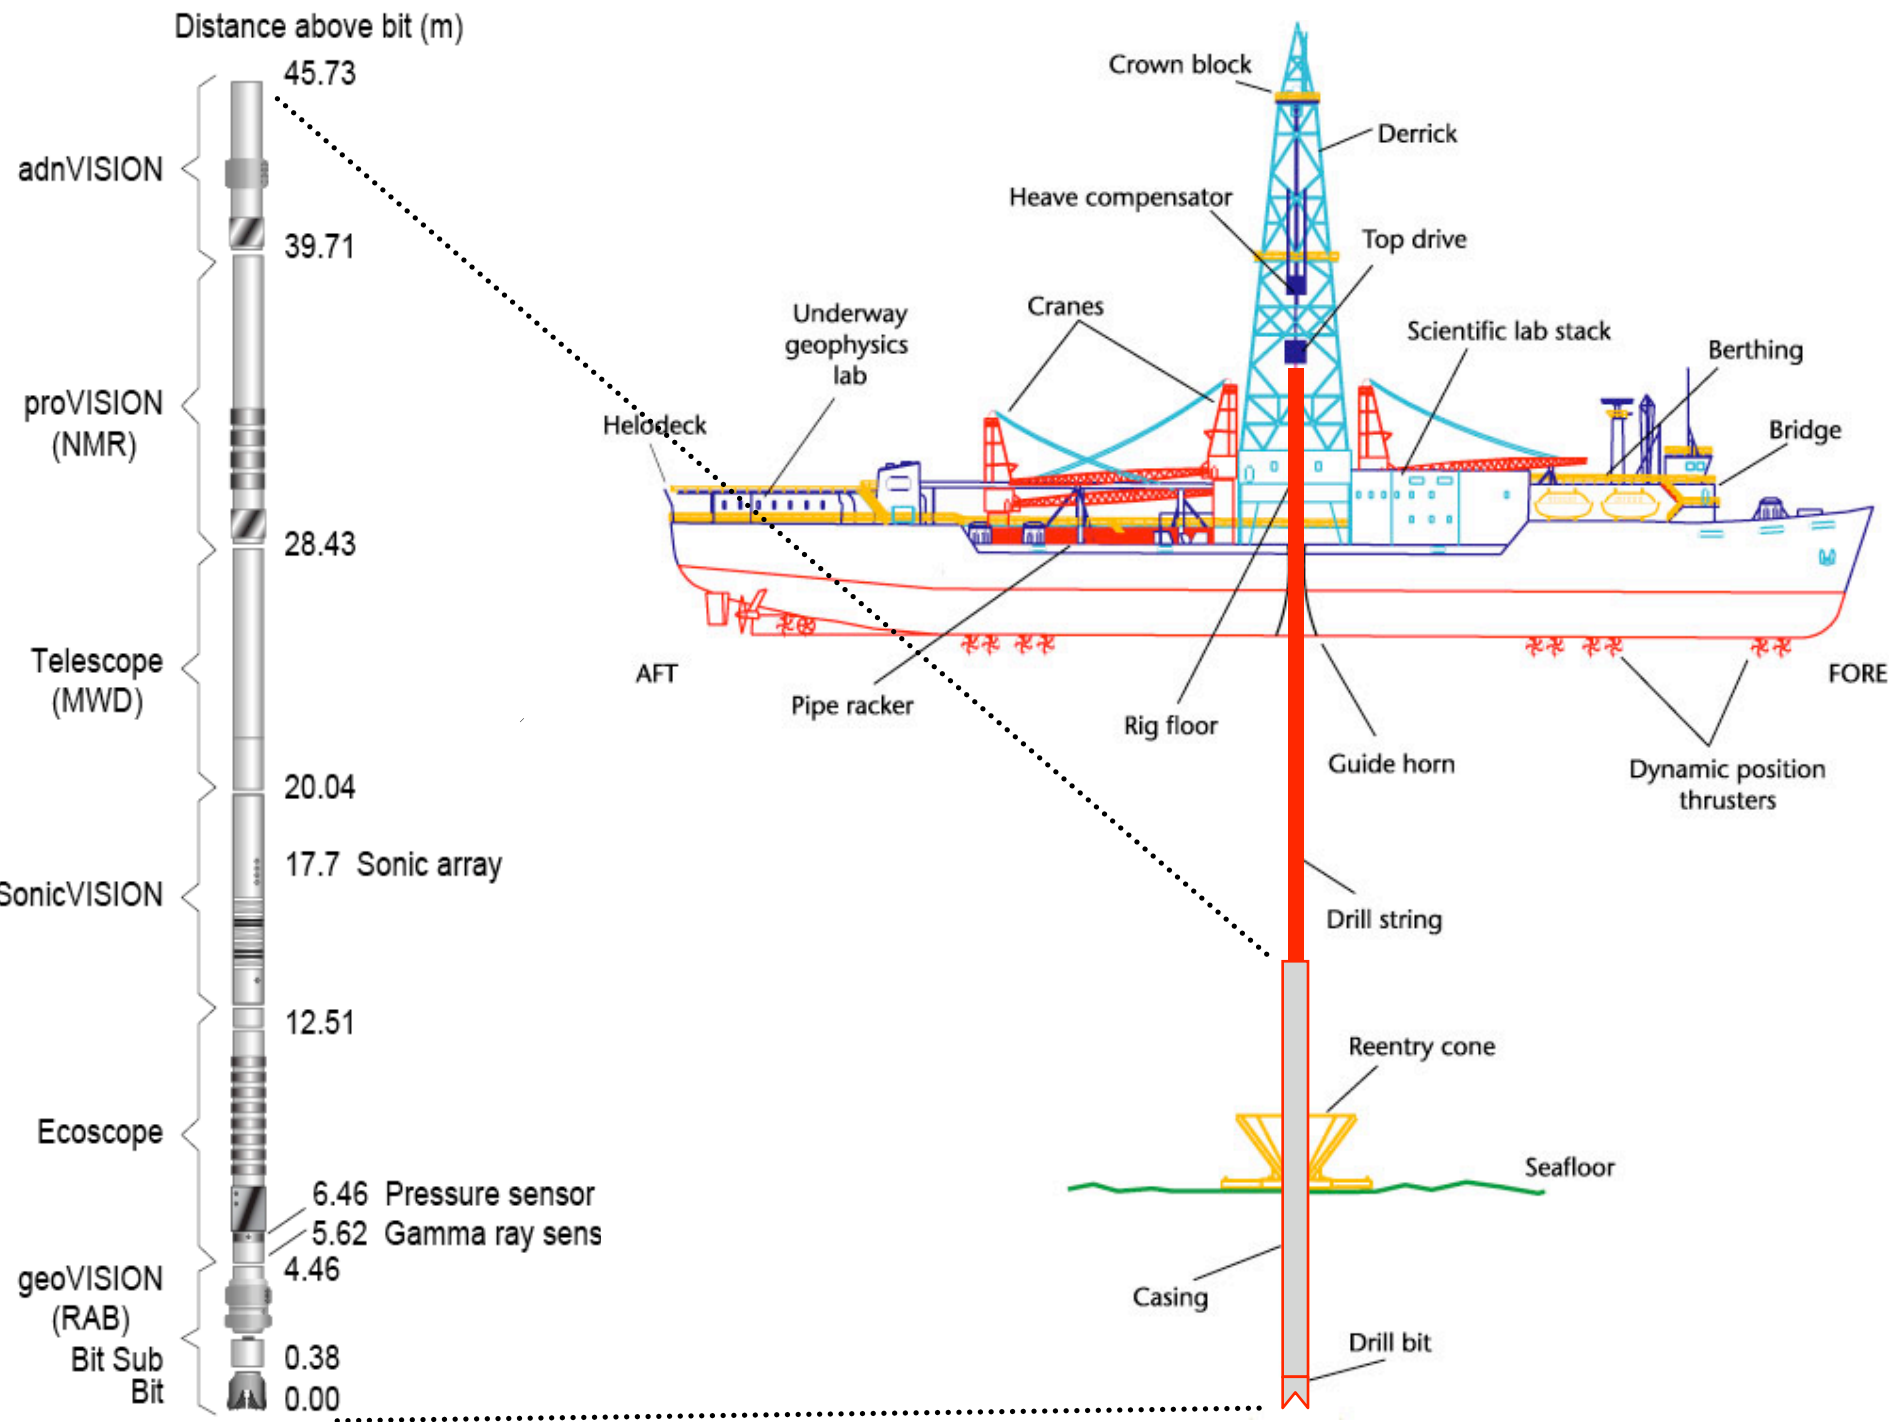 Distance above bit (m)
45.73
adnVISION
39.71
proVISION
(NMR)
28.43
Telescope
(MWD)
20.04
17.7 Sonic array
SonicVISION
12.51
Ecoscope
6.46 Pressure sensor
5.62 Gamma ray sens
4.46
geoVISION
(RAB)
Bit Sub
0.38
Bit
0.00
Crown block
Derrick
Heave compensator
Top drive
Cranes
Underway
geophysics
lab
Scientific lab stack
Berthing
Helodeck
Bridge
AFT
FORE
Pipe racker
Rig floor
Guide horn
Dynamic position
thrusters
Drill string
Reentry cone
Seafloor
Casing
Drill bit